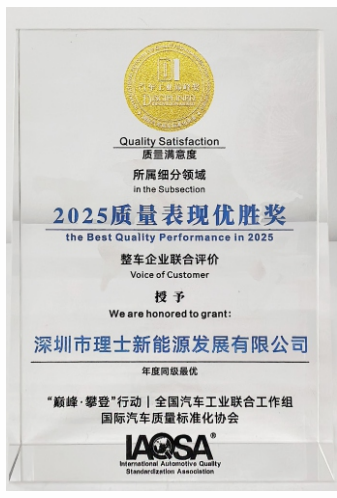 Quality Satisfaction
质量满意度
所属细分领域
in the Subsection
2025质量表现优胜奖
the Best Quality Performance in 2025
整车企业联合评价
Voice of Customer
授予
We are honored to grant:
深圳市理士新能源发展有限公司
年度同级最优
“巅峰·攀登”行动|全国汽车工业联合工作组
国际汽车质量标准化协会
IAQSA®
International Automotive Quality
Standardization Association